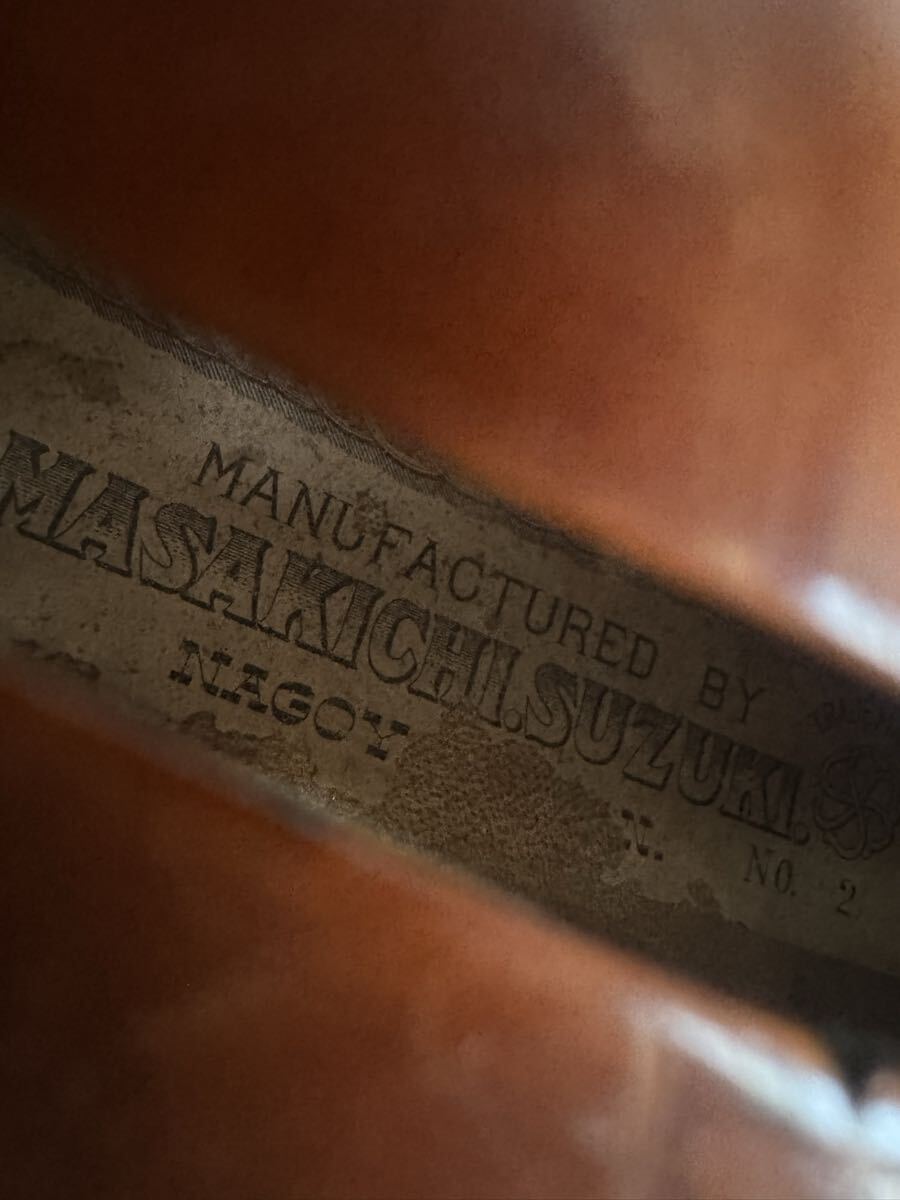 MANUFACTURED BY
MASAKICHI.SUZUKI.
NAGOY N.
NO. 2